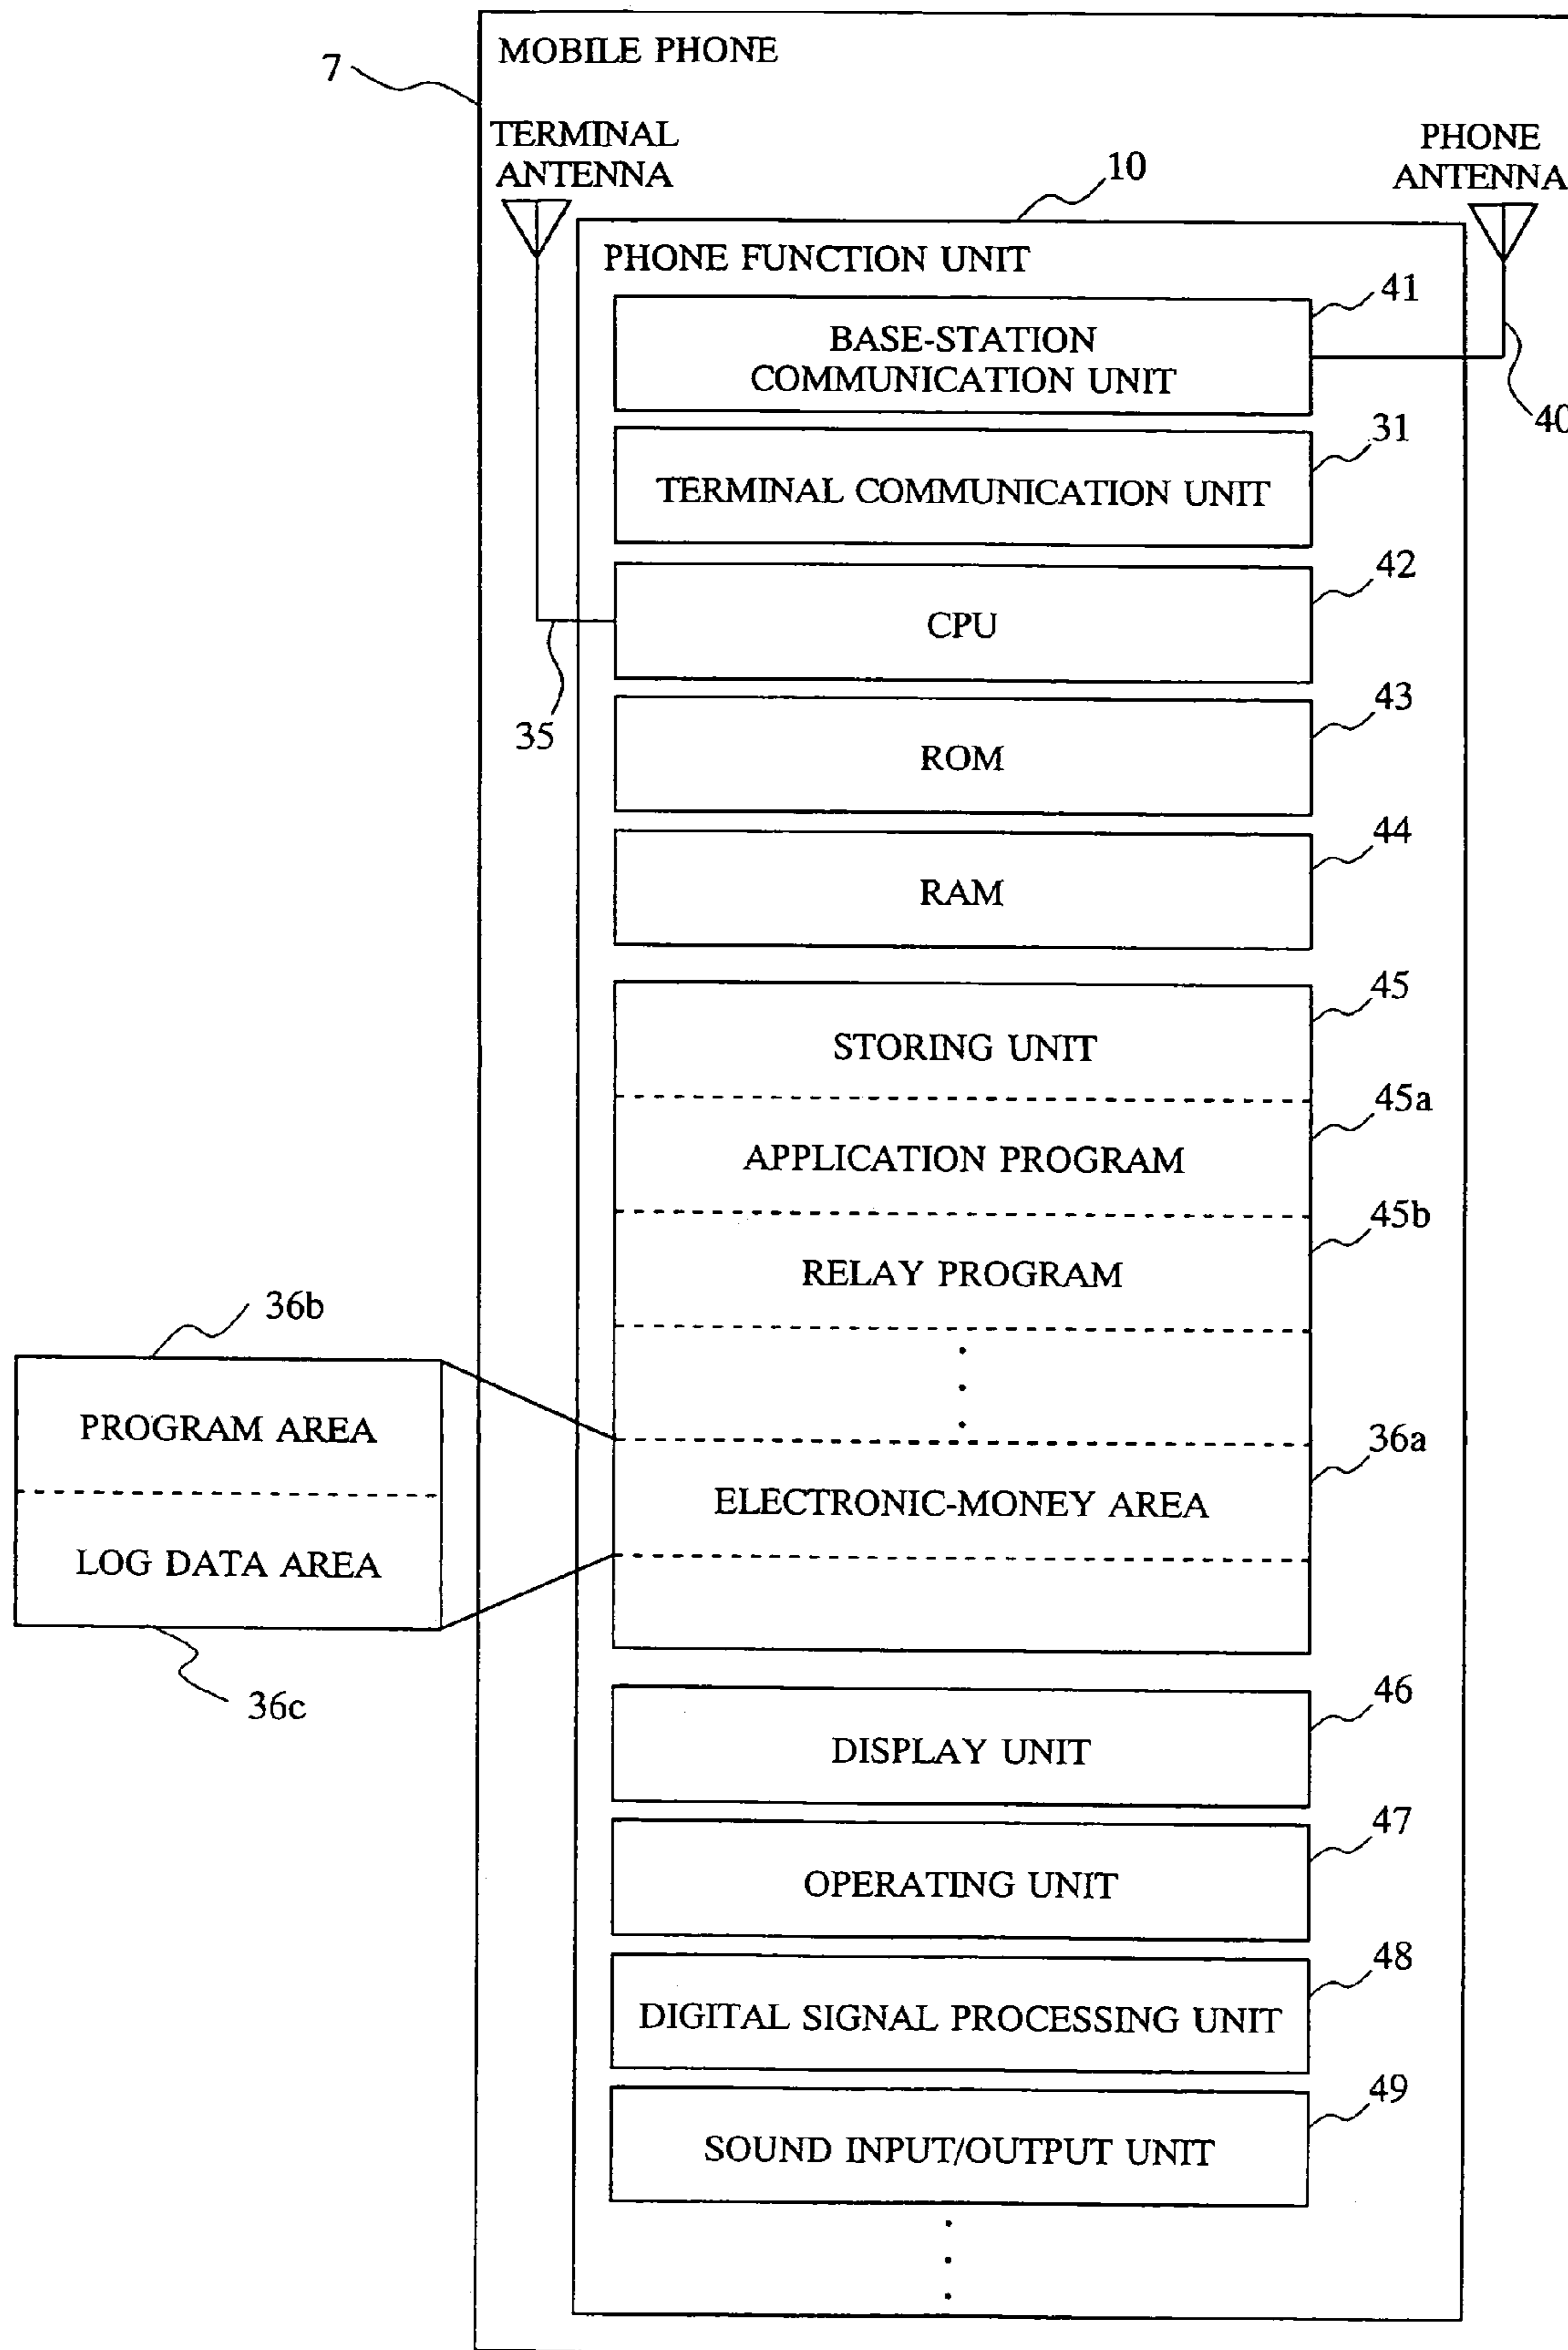 MOBILE PHONE
7
TERMINAL
ANTENNA
PHONE
ANTENNA
10
PHONE FUNCTION UNIT
41
BASE-STATION
COMMUNICATION UNIT
40
31
TERMINAL COMMUNICATION UNIT
42
CPU
35
43
ROM
44
RAM
45
STORING UNIT
45a
APPLICATION PROGRAM
45b
RELAY PROGRAM
36b
PROGRAM AREA
36a
ELECTRONIC-MONEY AREA
LOG DATA AREA
36c
46
DISPLAY UNIT
47
OPERATING UNIT
48
DIGITAL SIGNAL PROCESSING UNIT
49
SOUND INPUT/OUTPUT UNIT